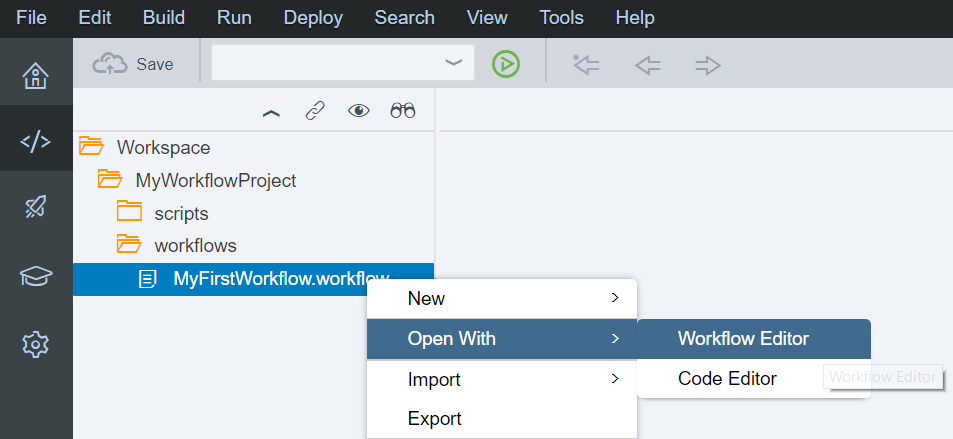 File Edit Build Run Deploy Search View Tools Help
Save
Workspace
MyWorkflowProject
scripts
workflows
MyFirstWorkflow.workflow
New
Open With
Workflow Editor
Import
Code Editor
Workflow Editor
Export